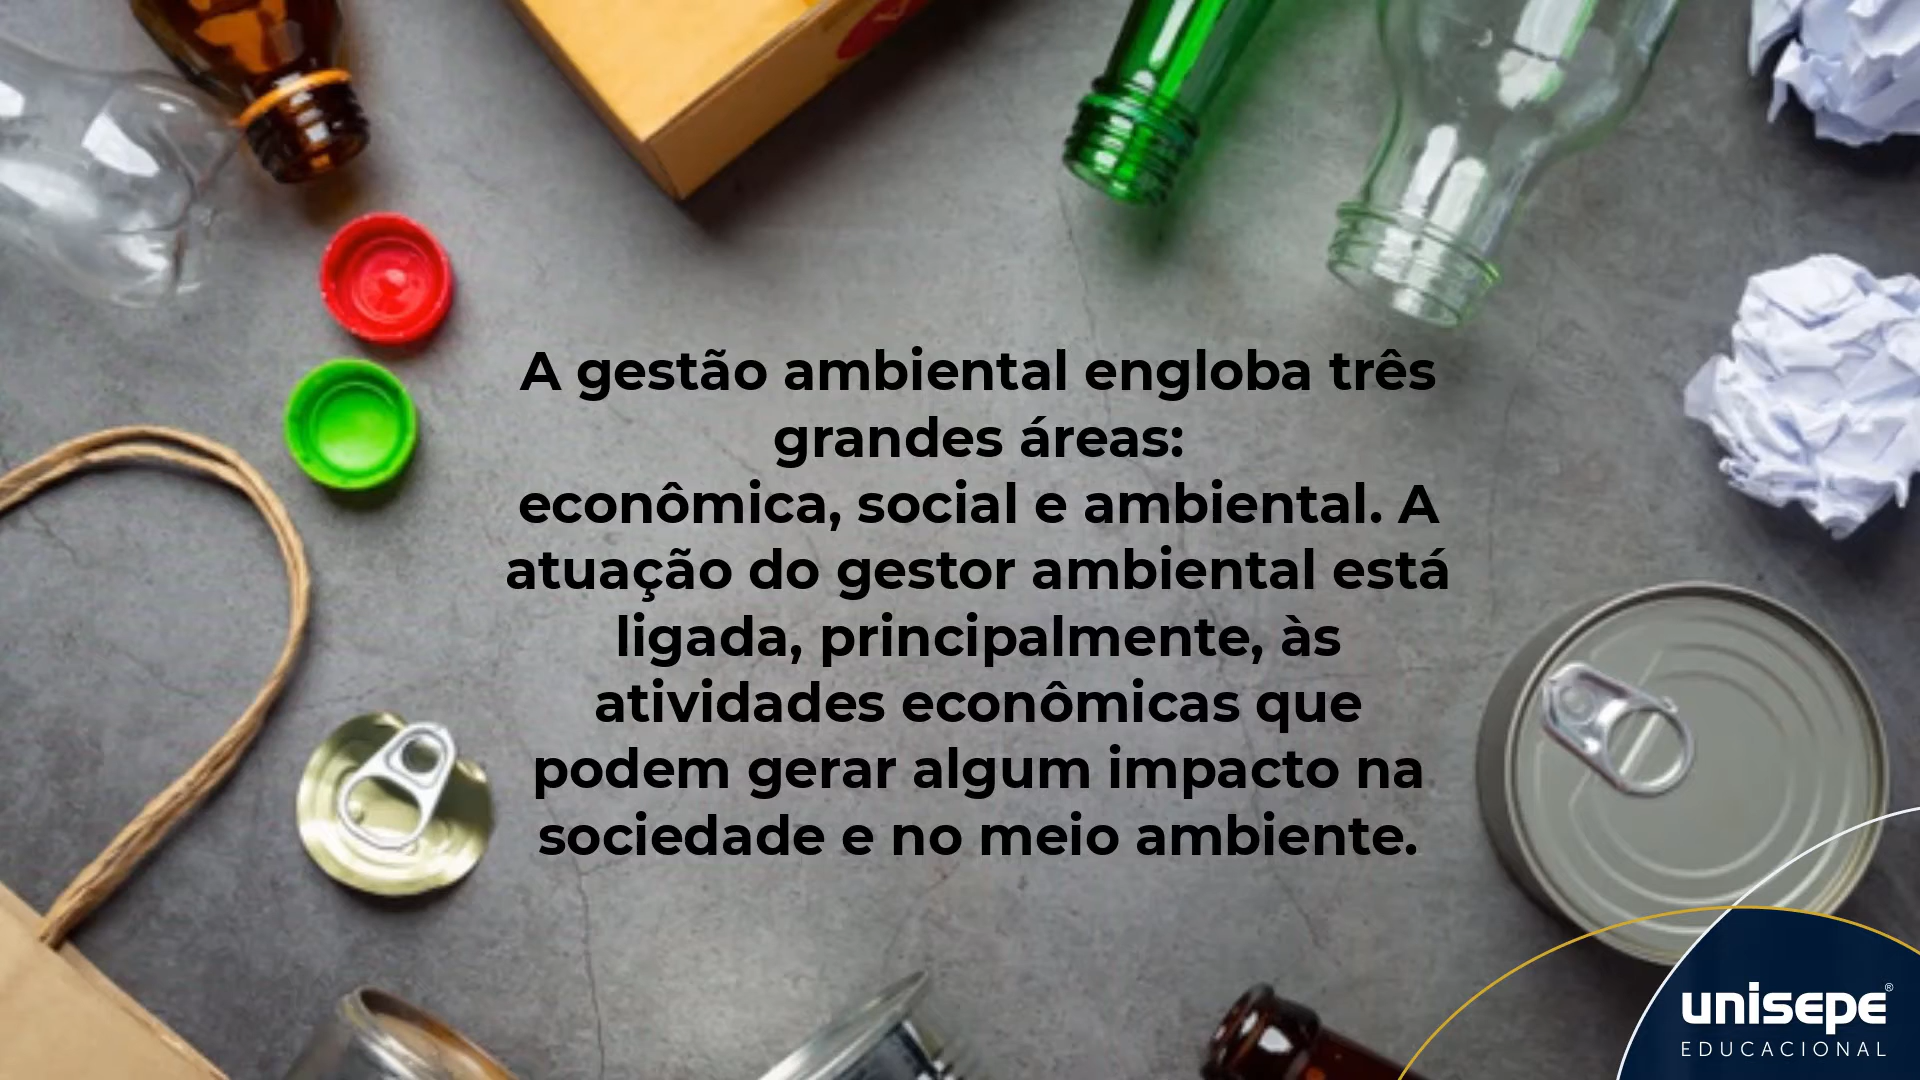 A gestão ambiental engloba três
grandes áreas:
econômica, social e ambiental. A
atuação do gestor ambiental está
ligada, principalmente, às
atividades econômicas que
podem gerar algum impacto na
sociedade e no meio ambiente.
unisepe®
EDUCACIONAL